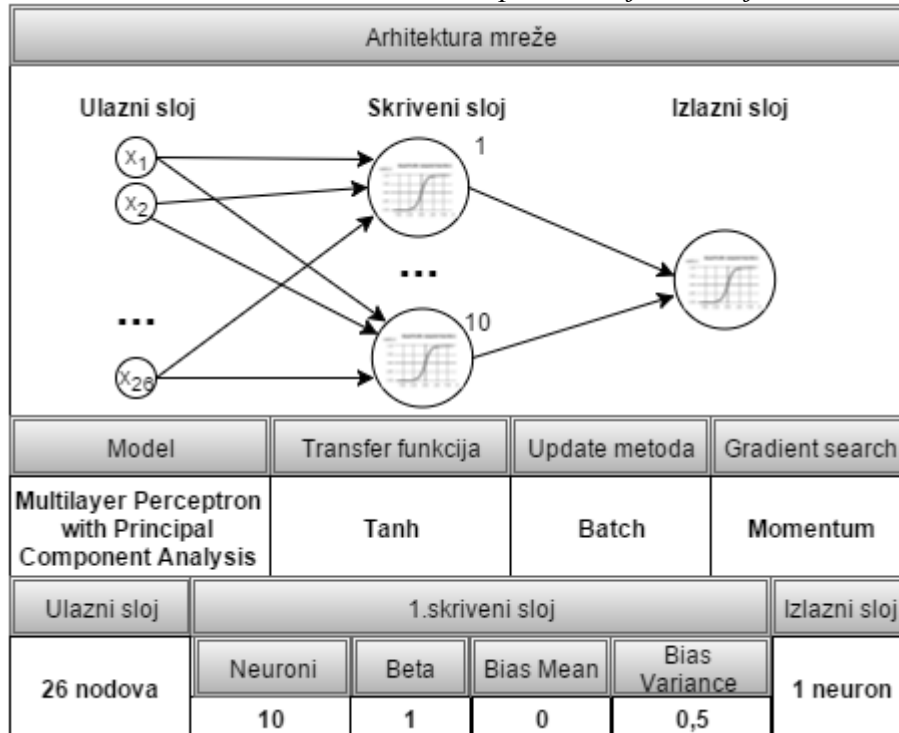 Arhitektura mreže
Ulazni sloj
Skriveni sloj
Izlazni sloj
x1
1
x2
...
...
10
x26
Model
Transfer funkcija
Update metoda
Gradient search
Multilayer Perceptron
with Principal
Component Analysis
Tanh
Batch
Momentum
Ulazni sloj
1.skriveni sloj
Izlazni sloj
26 nodova
Neuroni
Beta
Bias Mean
Bias
Variance
1 neuron
10
1
0
0,5